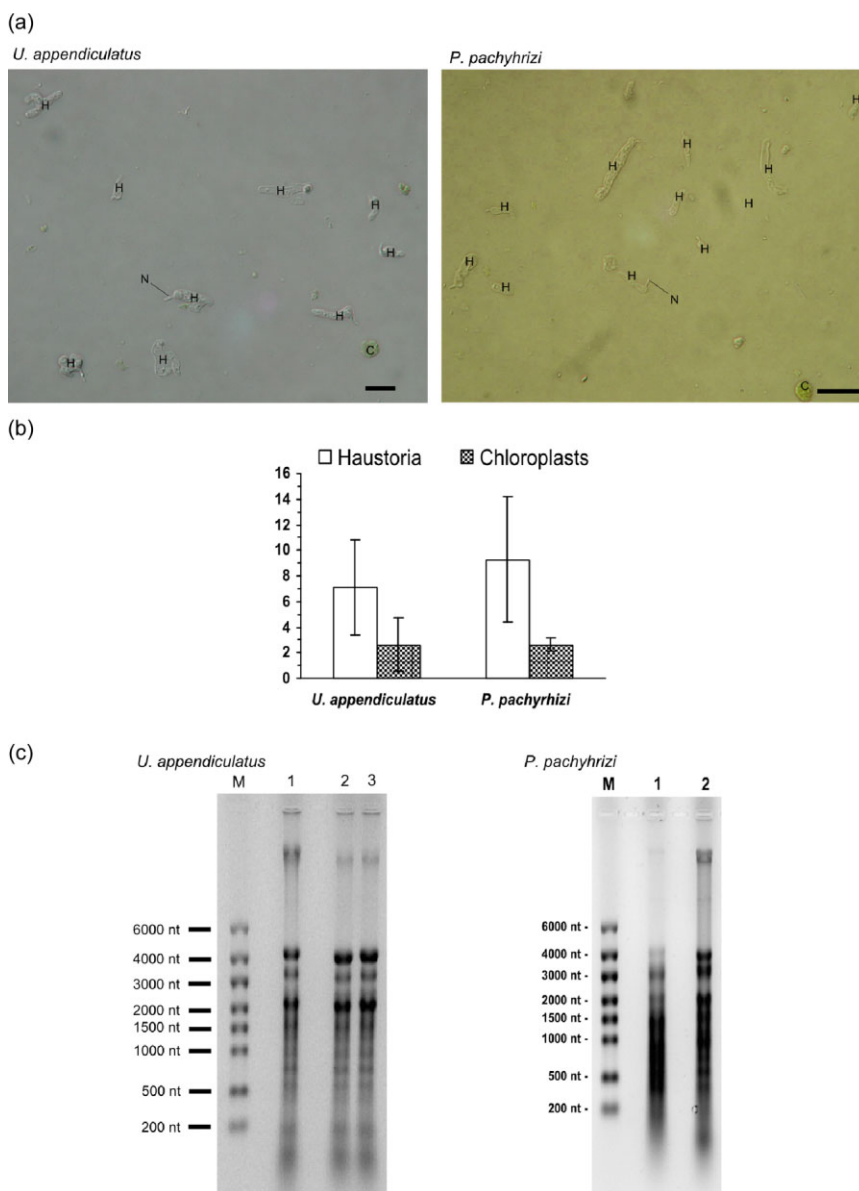 (a)
U. appendiculatus
P. pachyhrizi
H
H
H
H
H
N
H
H
H
H
C
H
H
H
H
H
H
H
H
H
H
H
N
C
(b)
Haustoria
Chloroplasts
16
14
12
10
8
6
4
2
0
U. appendiculatus
P. pachyrhizi
(c)
U. appendiculatus
M 1 2 3
6000 nt
4000 nt
3000 nt
2000 nt
1500 nt
1000 nt
500 nt
200 nt
P. pachyhrizi
M 1 2
6000 nt -
4000 nt -
3000 nt -
2000 nt -
1500 nt -
1000 nt -
500 nt -
200 nt -